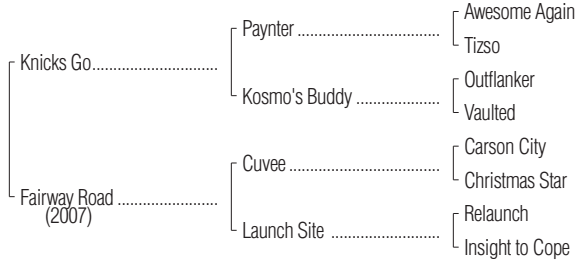 Awesome Again
Paynter ..............................
Tizso
Knicks Go.............................
Outflanker
Kosmo's Buddy ..................
Vaulted
Carson City
Cuvee ................................
Christmas Star
Fairway Road .......................
(2007)
Relaunch
Launch Site .......................
Insight to Cope